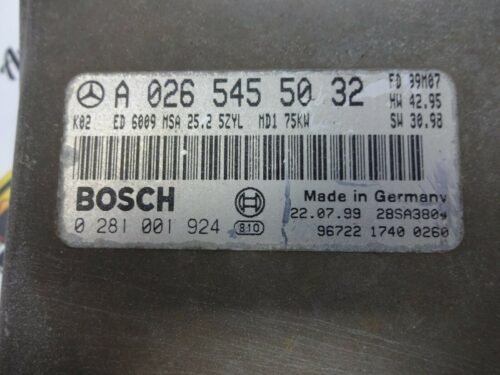 A 026 545 50 32 FD 99M07
HW 42.95
K02 ED 6009 MSA 25.2 5ZYL MD1 75KW SW 30.98
BOSCH Made in Germany
22.07.99 28SA380
0 281 001 924 810 96722 1740 0260